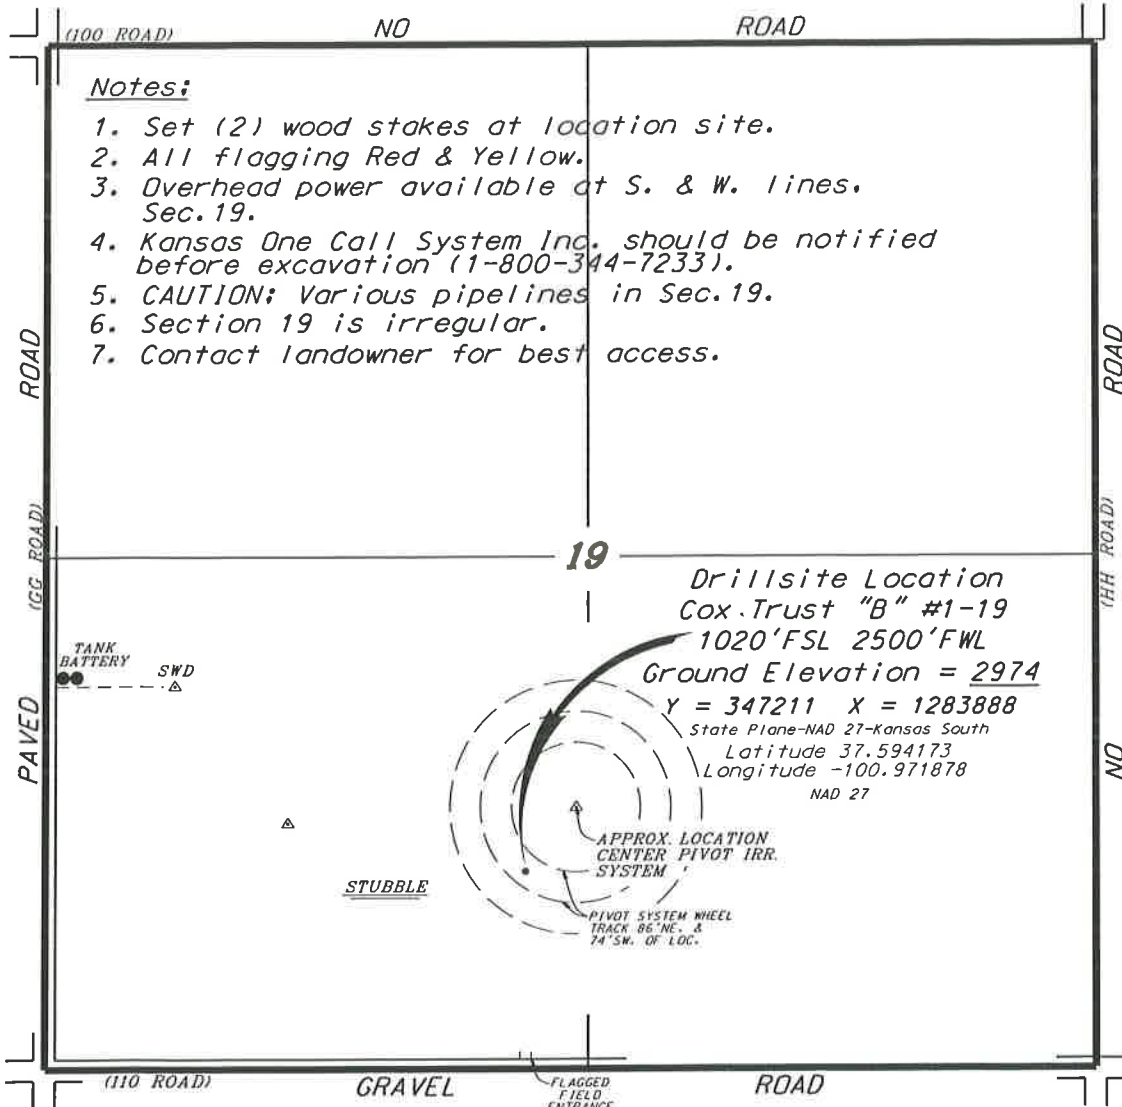 (100 ROAD) NO ROAD
Notes:
1. Set (2) wood stakes at location site.
2. All flagging Red & Yellow.
3. Overhead power available at S. & W. lines.
Sec.19.
4. Kansas One Call System Inc. should be notified
before excavation (1-800-344-7233).
5. CAUTION: Various pipelines in Sec.19.
6. Section 19 is irregular.
7. Contact landowner for best access.
ROAD
(GG ROAD)
PAVED
ROAD
(HH ROAD)
NO
19
Drillsite Location
Cox Trust "B" #1-19
1020'FSL 2500'FWL
Ground Elevation = 2974
Y = 347211 X = 1283888
State Plane-NAD 27-Kansas South
Latitude 37.594173
Longitude -100.971878
NAD 27
TANK
BATTERY
SWD
APPROX. LOCATION
CENTER PIVOT IRR.
SYSTEM
STUBBLE
PIVOT SYSTEM WHEEL
TRACK 86'NE. &
74'SW. OF LOC.
(110 ROAD) GRAVEL ROAD
FLAGGED
FIELD
ENTRANCE